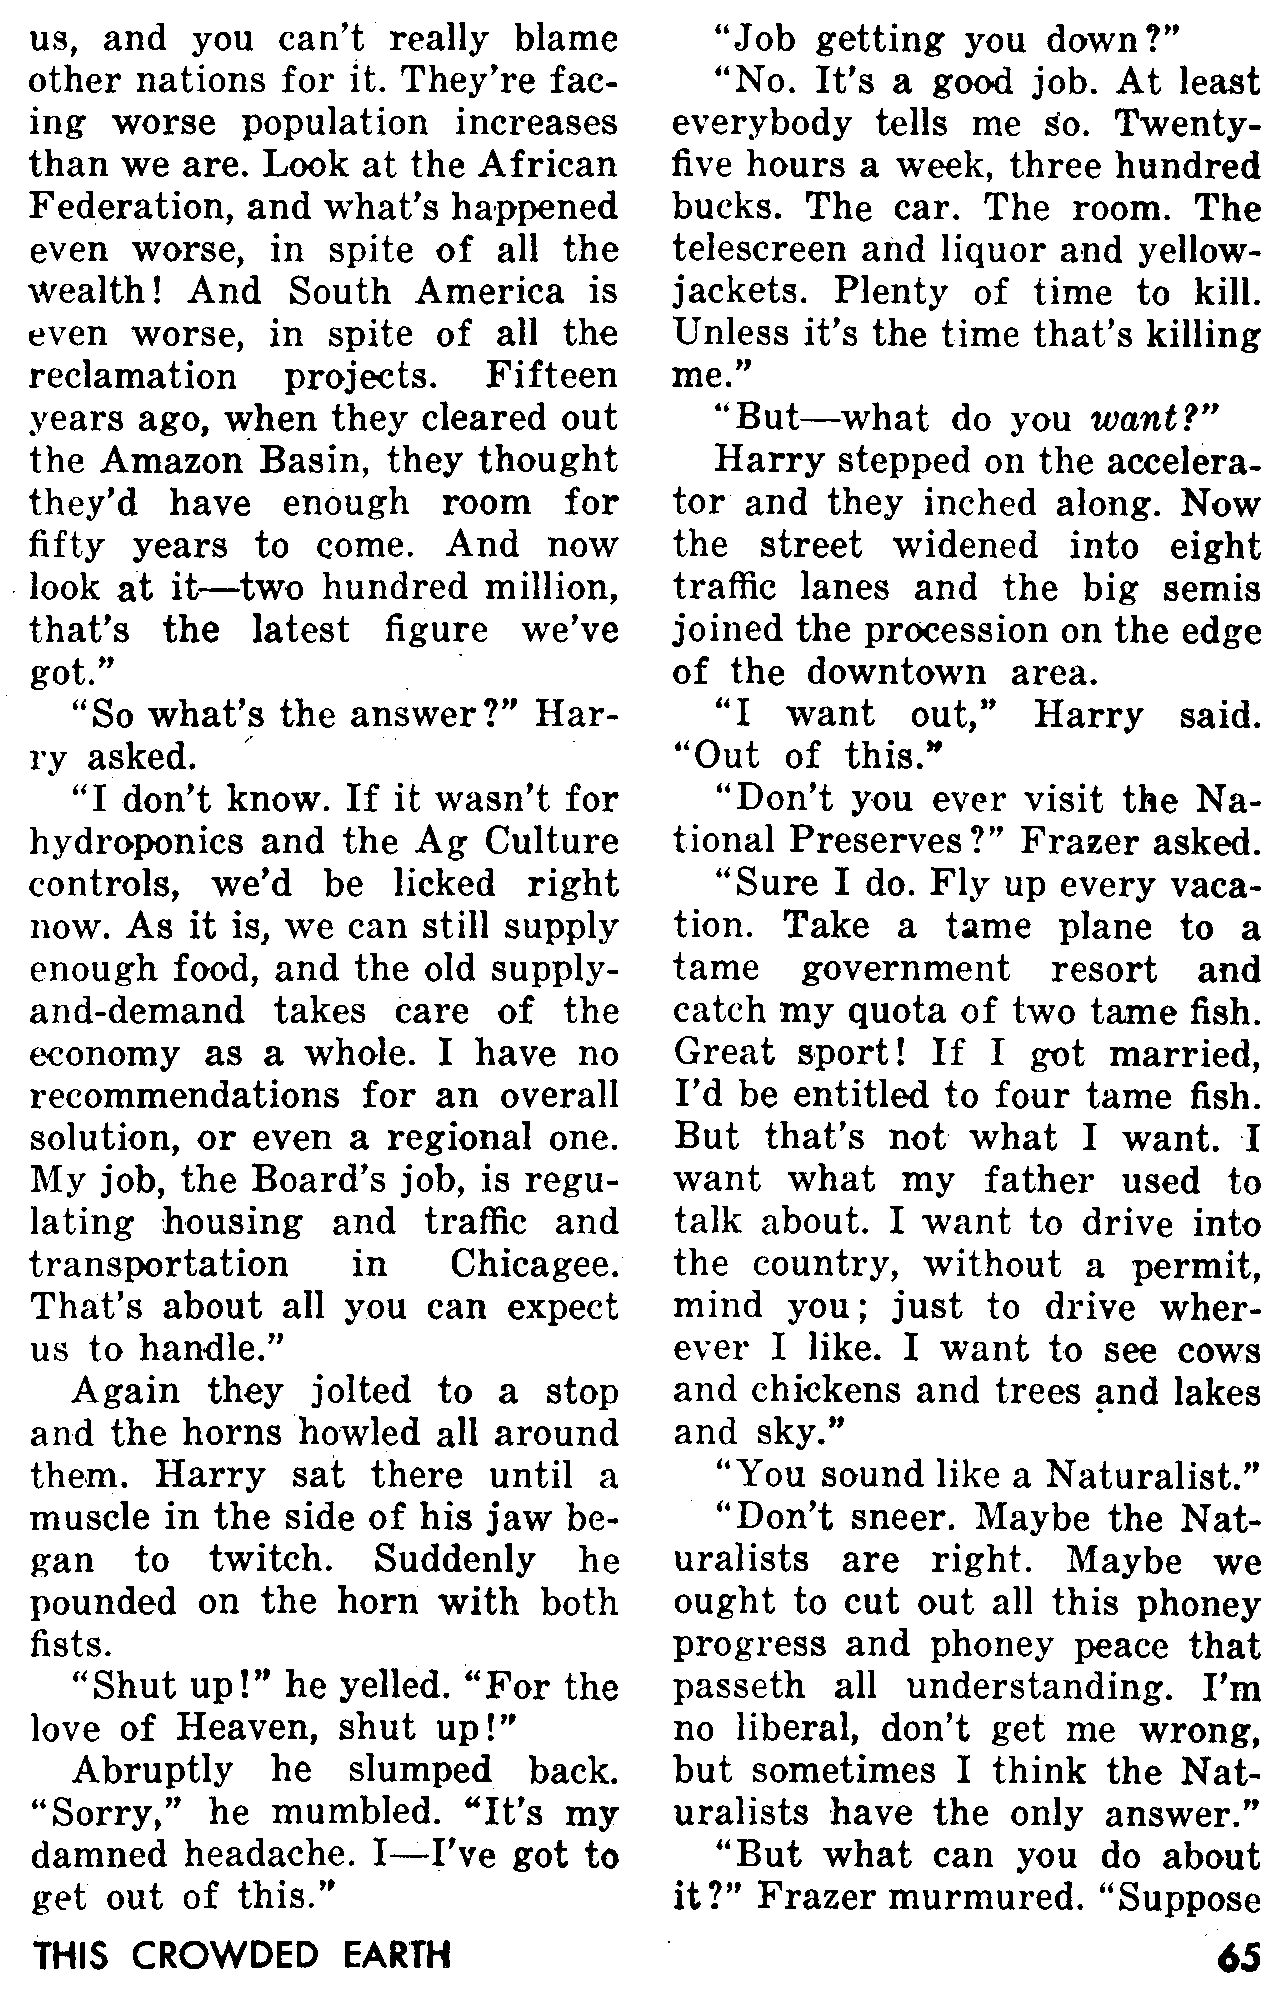 us, and you can't really blame
other nations for it. They're fac-
ing worse population increases
than we are. Look at the African
Federation, and what's happened
even worse, in spite of all the
wealth! And South America is
even worse, in spite of all the
reclamation projects. Fifteen
years ago, when they cleared out
the Amazon Basin, they thought
they'd have enough room for
fifty years to come. And now
look at it—two hundred million,
that's the latest figure we've
got."
"So what's the answer?" Har-
ry asked.
"I don't know. If it wasn't for
hydroponics and the Ag Culture
controls, we'd be licked right
now. As it is, we can still supply
enough food, and the old supply-
and-demand takes care of the
economy as a whole. I have no
recommendations for an overall
solution, or even a regional one.
My job, the Board's job, is regu-
lating housing and traffic and
transportation in Chicagee.
That's about all you can expect
us to handle."
Again they jolted to a stop
and the horns howled all around
them. Harry sat there until a
muscle in the side of his jaw be-
gan to twitch. Suddenly he
pounded on the horn with both
fists.
"Shut up!" he yelled. "For the
love of Heaven, shut up!"
Abruptly he slumped back.
"Sorry," he mumbled. "It's my
damned headache. I—I've got to
get out of this."
"Job getting you down?"
"No. It's a good job. At least
everybody tells me so. Twenty-
five hours a week, three hundred
bucks. The car. The room. The
telescreen and liquor and yellow-
jackets. Plenty of time to kill.
Unless it's the time that's killing
me."
"But—what do you want?"
Harry stepped on the accelera-
tor and they inched along. Now
the street widened into eight
traffic lanes and the big semis
joined the procession on the edge
of the downtown area.
"I want out," Harry said.
"Out of this."
"Don't you ever visit the Na-
tional Preserves?" Frazer asked.
"Sure I do. Fly up every vaca-
tion. Take a tame plane to a
tame government resort and
catch my quota of two tame fish.
Great sport! If I got married,
I'd be entitled to four tame fish.
But that's not what I want. I
want what my father used to
talk about. I want to drive into
the country, without a permit,
mind you; just to drive wher-
ever I like. I want to see cows
and chickens and trees and lakes
and sky."
"You sound like a Naturalist."
"Don't sneer. Maybe the Nat-
uralists are right. Maybe we
ought to cut out all this phoney
progress and phoney peace that
passeth all understanding. I'm
no liberal, don't get me wrong,
but sometimes I think the Nat-
uralists have the only answer."
"But what can you do about
it?" Frazer murmured. "Suppose
THIS CROWDED EARTH
65